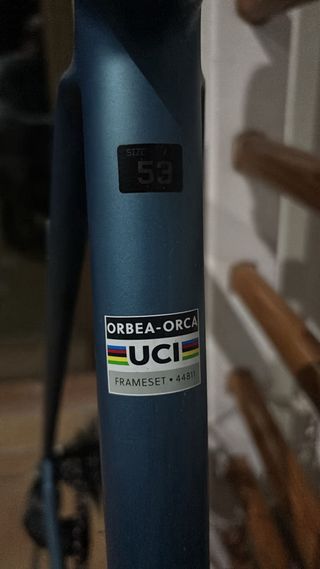 SIZE
53
ORBEA-ORCA
UCI
FRAMESET • 44811